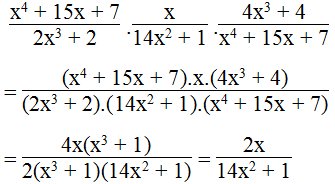 (x⁴ + 15x + 7)/(2x³ + 2) . x/(14x² + 1) . (4x³ + 4)/(x⁴ + 15x + 7)
= ((x⁴ + 15x + 7).x.(4x³ + 4))/((2x³ + 2).(14x² + 1).(x⁴ + 15x + 7))
= (4x(x³ + 1))/(2(x³ + 1)(14x² + 1)) = 2x/(14x² + 1)